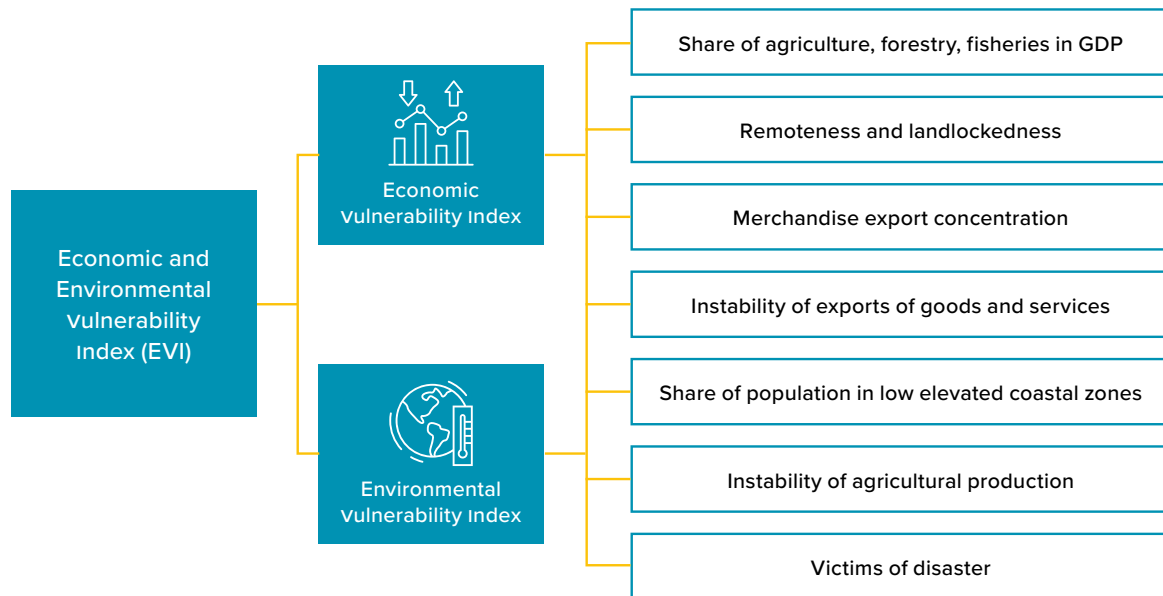 Economic and
Environmental
Vulnerability
Index (EVI)
Economic
Vulnerability Index
Environmental
Vulnerability Index
Share of agriculture, forestry, fisheries in GDP
Remoteness and landlockedness
Merchandise export concentration
Instability of exports of goods and services
Share of population in low elevated coastal zones
Instability of agricultural production
Victims of disaster